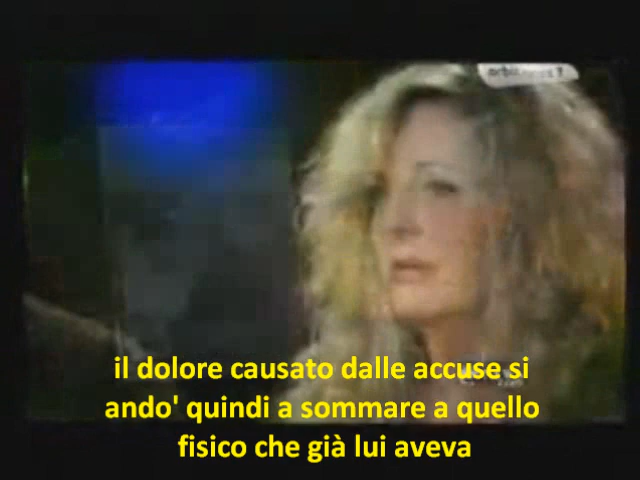 il dolore causato dalle accuse si
ando' quindi a sommare a quello
fisico che già lui aveva